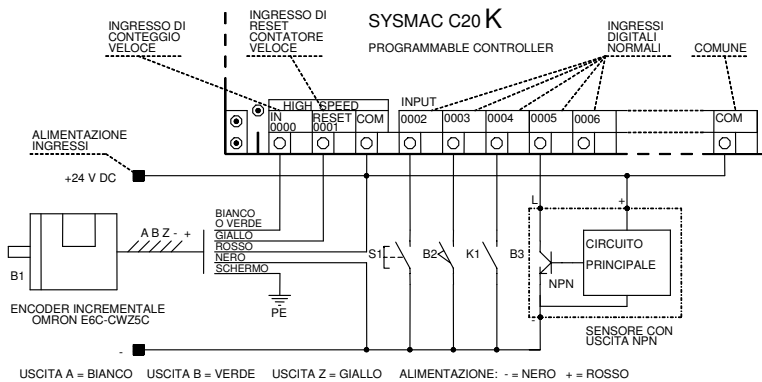 INGRESSO DI
CONTEGGIO
VELOCE
INGRESSO DI
RESET
CONTATORE
VELOCE
SYSMAC C20 K
PROGRAMMABLE CONTROLLER
INGRESSI
DIGITALI
NORMALI
COMUNE
HIGH SPEED
INPUT
IN
0000
RESET
0001
COM
0002
0003
0004
0005
0006
COM
ALIMENTAZIONE
INGRESSI
+24 V DC
L
+
A B Z - +
BIANCO
O VERDE
GIALLO
ROSSO
NERO
SCHERMO
S1
B2
K1
B3
NPN
CIRCUITO
PRINCIPALE
B1
PE
ENCODER INCREMENTALE
OMRON E6C-CWZ5C
-
SENSORE CON
USCITA NPN
-
USCITA A = BIANCO USCITA B = VERDE USCITA Z = GIALLO ALIMENTAZIONE: - = NERO + = ROSSO